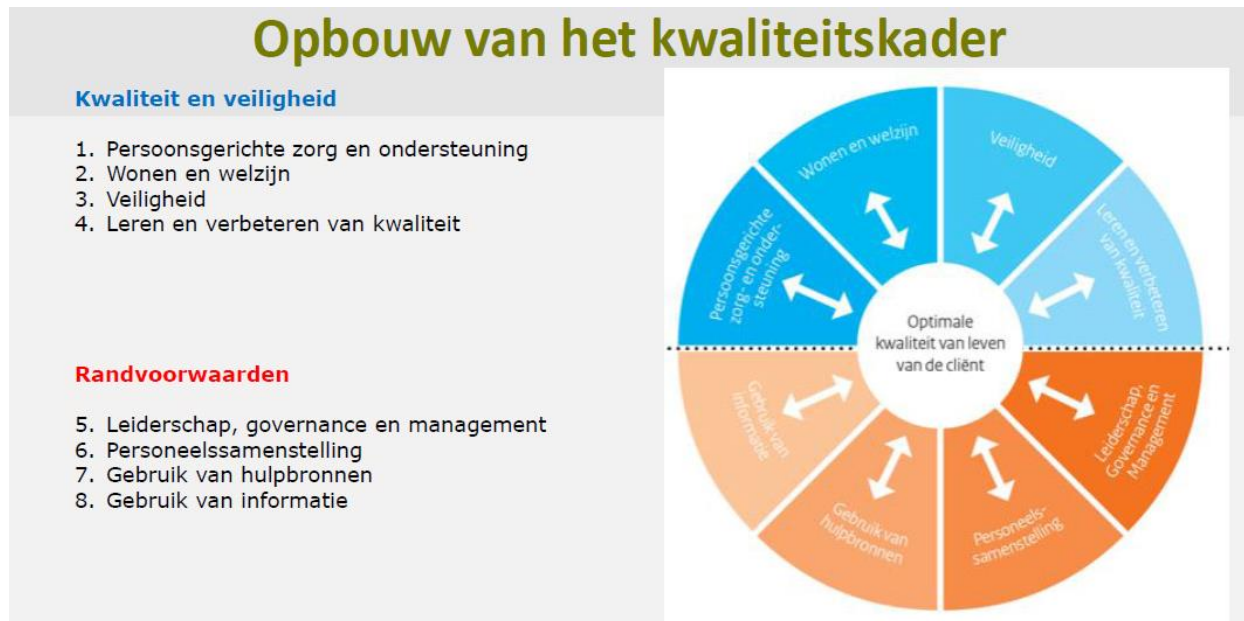 Opbouw van het kwaliteitskader
Kwaliteit en veiligheid
1. Persoonsgerichte zorg en ondersteuning
2. Wonen en welzijn
3. Veiligheid
4. Leren en verbeteren van kwaliteit
Randvoorwaarden
5. Leiderschap, governance en management
6. Personeelssamenstelling
7. Gebruik van hulpbronnen
8. Gebruik van informatie
Persoonsgerichte
zorg- en onder-
steuning
Wonen en welzijn
Veiligheid
Leren en verbeteren
van kwaliteit
Optimale
kwaliteit van leven
van de cliënt
Gebruik van
informatie
Gebruik van
hulpbronnen
Personeels-
samenstelling
Leiderschap,
Governance en
Management